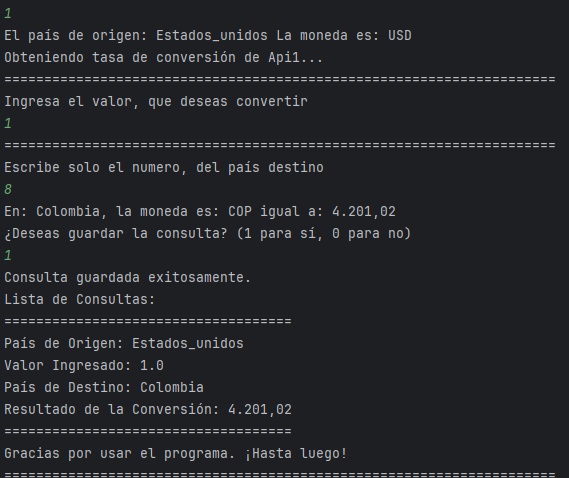 1
El país de origen: Estados_unidos La moneda es: USD
Obteniendo tasa de conversión de Api1...
=====================================================================
Ingresa el valor, que deseas convertir
1
=====================================================================
Escribe solo el numero, del país destino
8
En: Colombia, la moneda es: COP igual a: 4.201,02
¿Deseas guardar la consulta? (1 para sí, 0 para no)
1
Consulta guardada exitosamente.
Lista de Consultas:
====================================
País de Origen: Estados_unidos
Valor Ingresado: 1.0
País de Destino: Colombia
Resultado de la Conversión: 4.201,02
====================================
Gracias por usar el programa. ¡Hasta luego!
=====================================================================